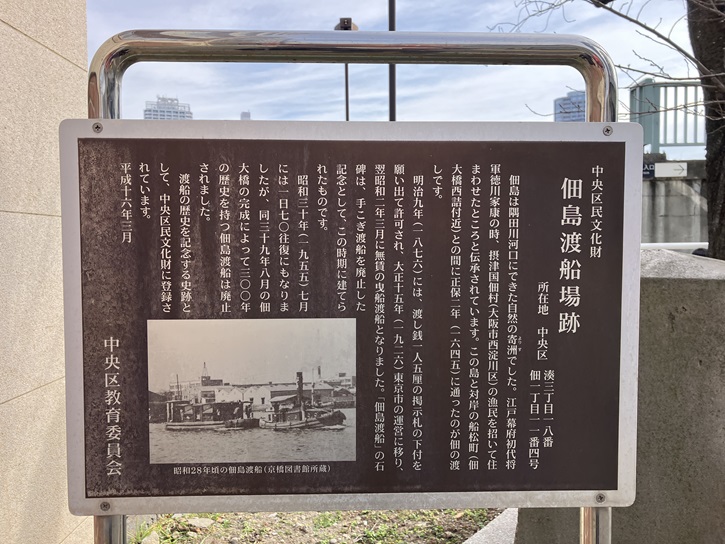 中央区民文化財
佃島渡船場跡
所在地　中央区　湊三丁目一八番
佃一丁目一一番四号
佃島は隅田川河口にできた自然の寄洲でした。江戸幕府初代将
よりす
軍徳川家康の時、摂津国佃村(大阪市西淀川区)の漁民を招いて住
まわせたところと伝承されています。この島と対岸の船松町(佃
大橋西詰付近)との間に正保二年(一六四五)に通ったのが佃の渡
しです。
明治九年(一八七六)には、渡し銭一人五厘の掲示札の下付を
願い出て許可され、大正十五年(一九二六)東京市の運営に移り、
翌昭和二年三月に無賃の曳船渡船となりました。「佃島渡船」の石
碑は、手こぎ渡船を廃止した
記念として、この時期に建てら
れたものです。
昭和三十年(一九五五)七月
には一日七〇往復にもなりま
したが、同三十九年八月の佃
大橋の完成によって三〇〇年
の歴史を持つ佃島渡船は廃止
されました。
渡船の歴史を記念する史跡と
して、中央区民文化財に登録さ
れています。
平成十六年三月
中央区教育委員会
昭和28年頃の佃島渡船(京橋図書館所蔵)
入口